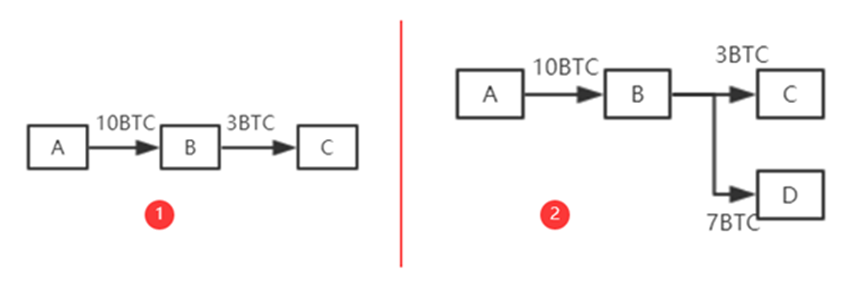 10BTC 3BTC
A B C
1
3BTC
10BTC
A B C
D
2
7BTC